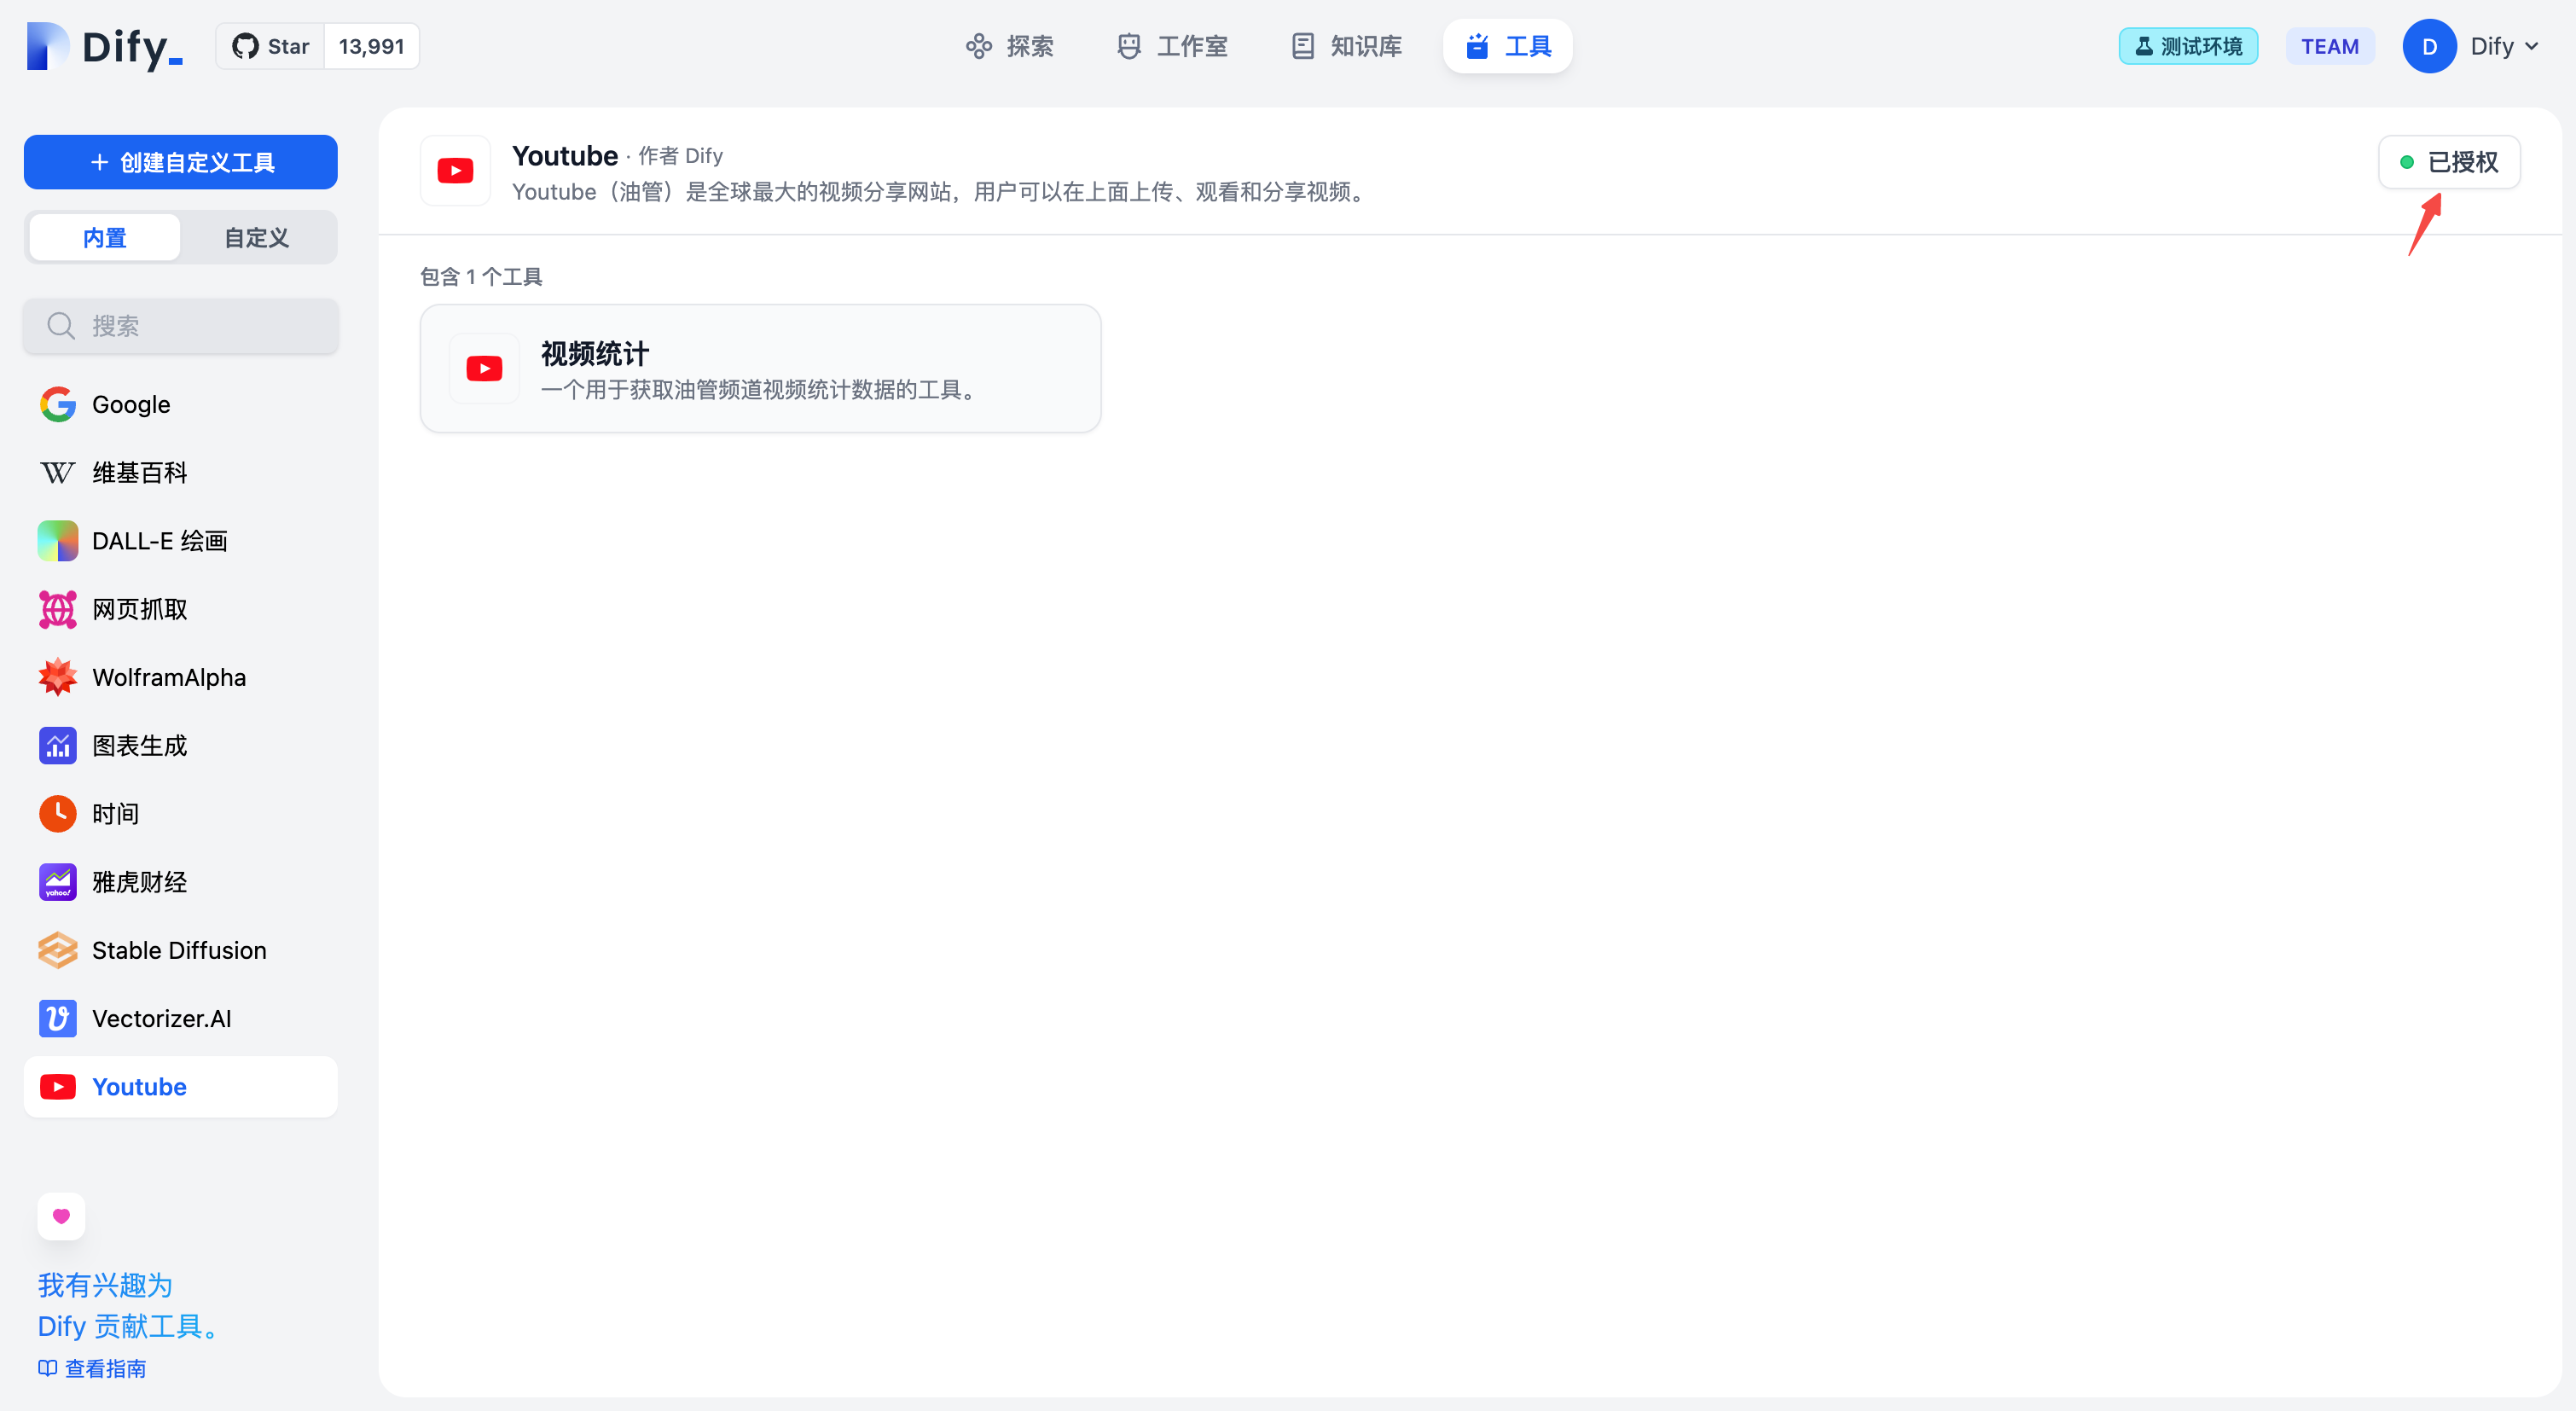 Dify_
Star 13,991
探索
工作室
知识库
工具
测试环境
TEAM
D
Dify
+ 创建自定义工具
内置
自定义
搜索
Google
W 维基百科
DALL-E 绘画
网页抓取
WolframAlpha
图表生成
时间
yahoo! 雅虎财经
Stable Diffusion
Vectorizer.AI
Youtube
我有兴趣为
Dify 贡献工具。
查看指南
Youtube · 作者 Dify
Youtube（油管）是全球最大的视频分享网站，用户可以在上面上传、观看和分享视频。
已授权
包含 1 个工具
视频统计
一个用于获取油管频道视频统计数据的工具。